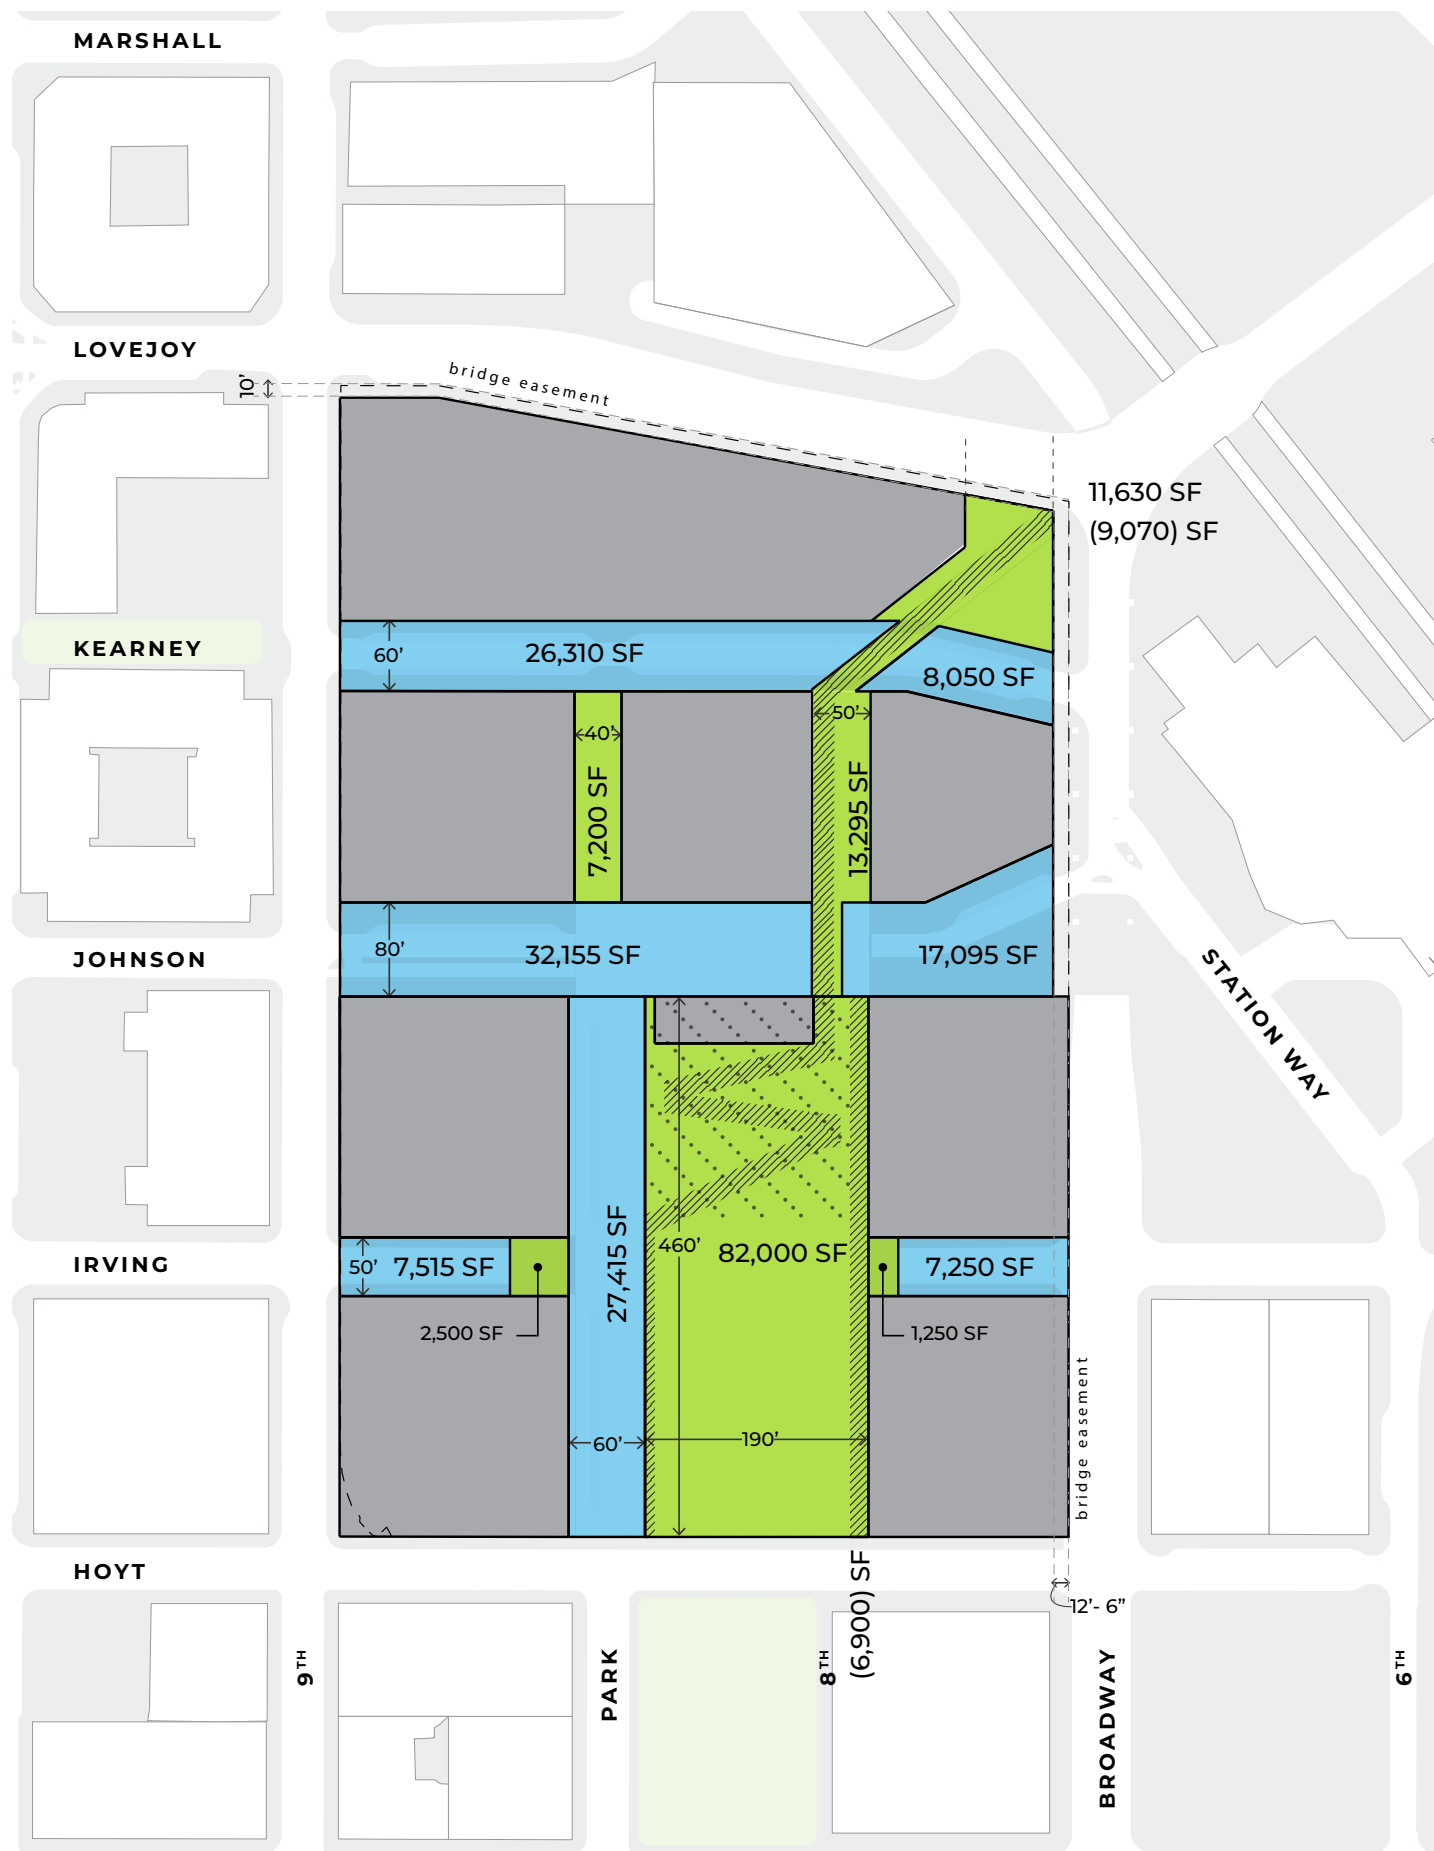 MARSHALL
LOVEJOY
10’
bridge easement
11,630 SF
(9,070) SF
KEARNEY
60’
26,310 SF
8,050 SF
50’
40’
7,200 SF
13,295 SF
80’
32,155 SF
17,095 SF
JOHNSON
STATION WAY
27,415 SF
460’
82,000 SF
IRVING
50’
7,515 SF
7,250 SF
2,500 SF
1,250 SF
60’
190’
bridge easement
HOYT
(6,900) SF
12’- 6”
9TH
PARK
8TH
BROADWAY
6TH